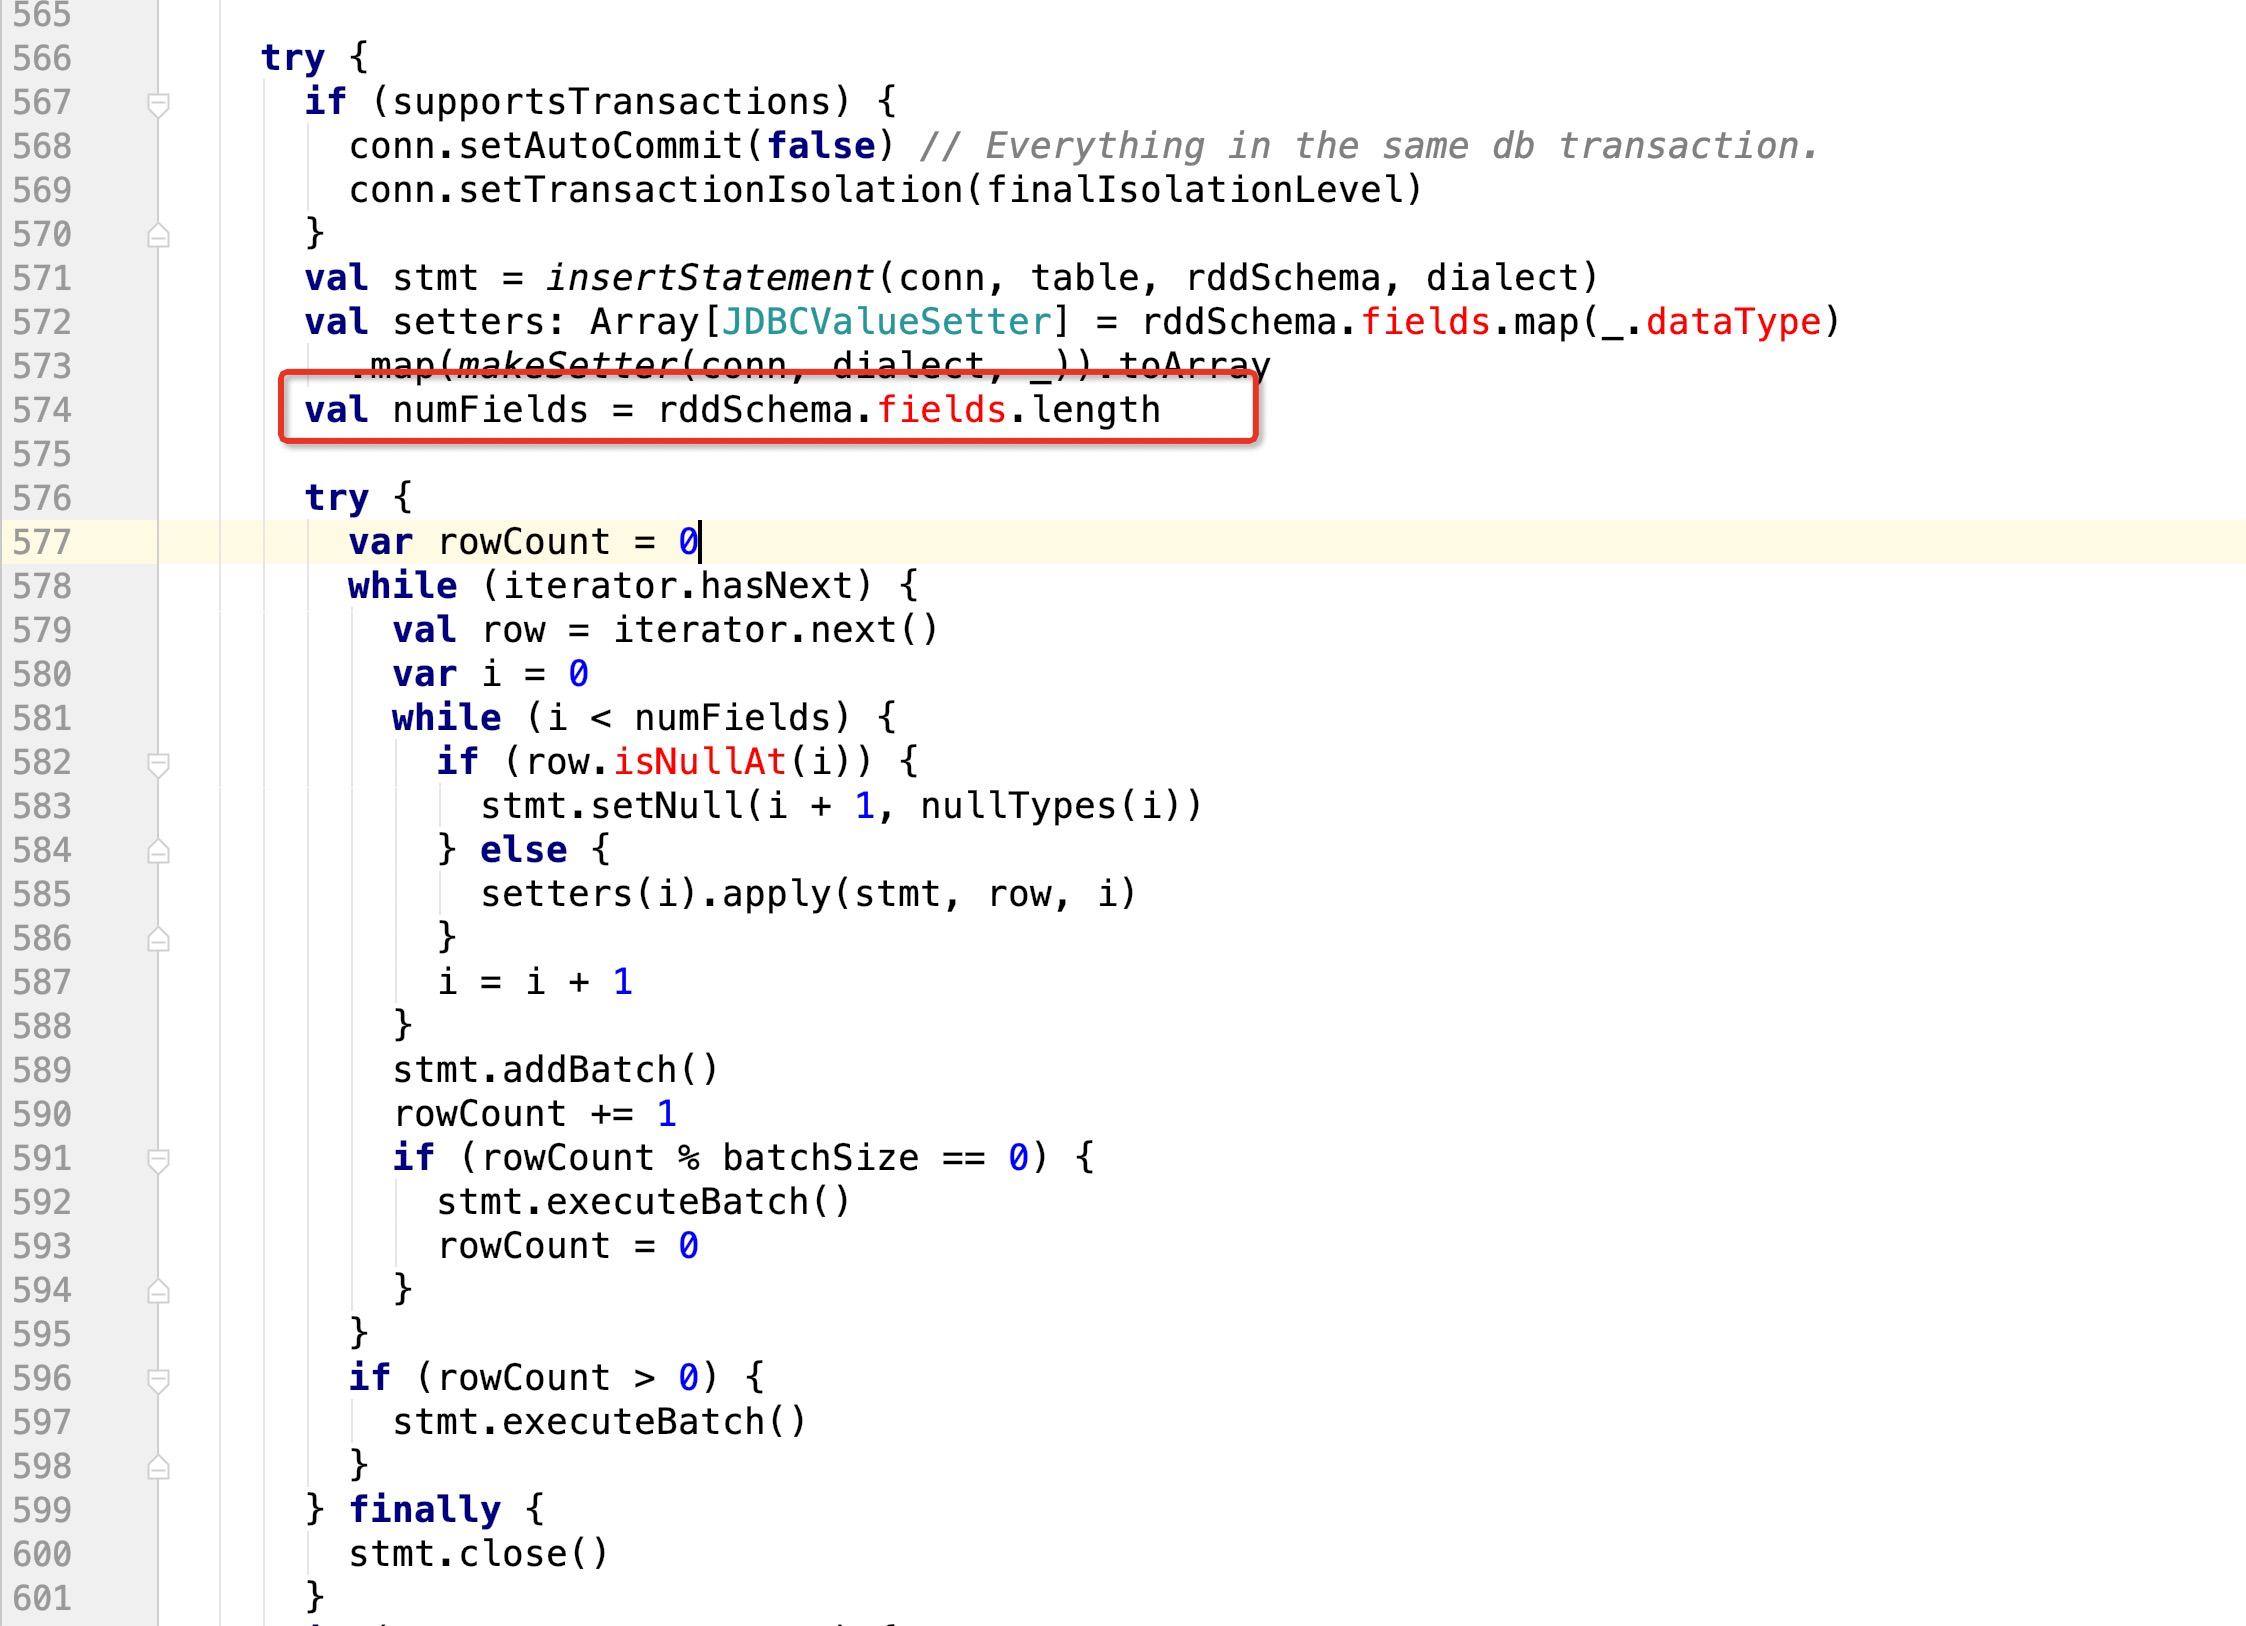 565
566 try {
567 if (supportsTransactions) {
568 conn.setAutoCommit(false) // Everything in the same db transaction.
569 conn.setTransactionIsolation(finalIsolationLevel)
570 }
571 val stmt = insertStatement(conn, table, rddSchema, dialect)
572 val setters: Array[JDBCValueSetter] = rddSchema.fields.map(_.dataType)
573 .map(makeSetter(conn, dialect, _)).toArray
574 val numFields = rddSchema.fields.length
575
576 try {
577 var rowCount = 0
578 while (iterator.hasNext) {
579 val row = iterator.next()
580 var i = 0
581 while (i < numFields) {
582 if (row.isNullAt(i)) {
583 stmt.setNull(i + 1, nullTypes(i))
584 } else {
585 setters(i).apply(stmt, row, i)
586 }
587 i = i + 1
588 }
589 stmt.addBatch()
590 rowCount += 1
591 if (rowCount % batchSize == 0) {
592 stmt.executeBatch()
593 rowCount = 0
594 }
595 }
596 if (rowCount > 0) {
597 stmt.executeBatch()
598 }
599 } finally {
600 stmt.close()
601 }